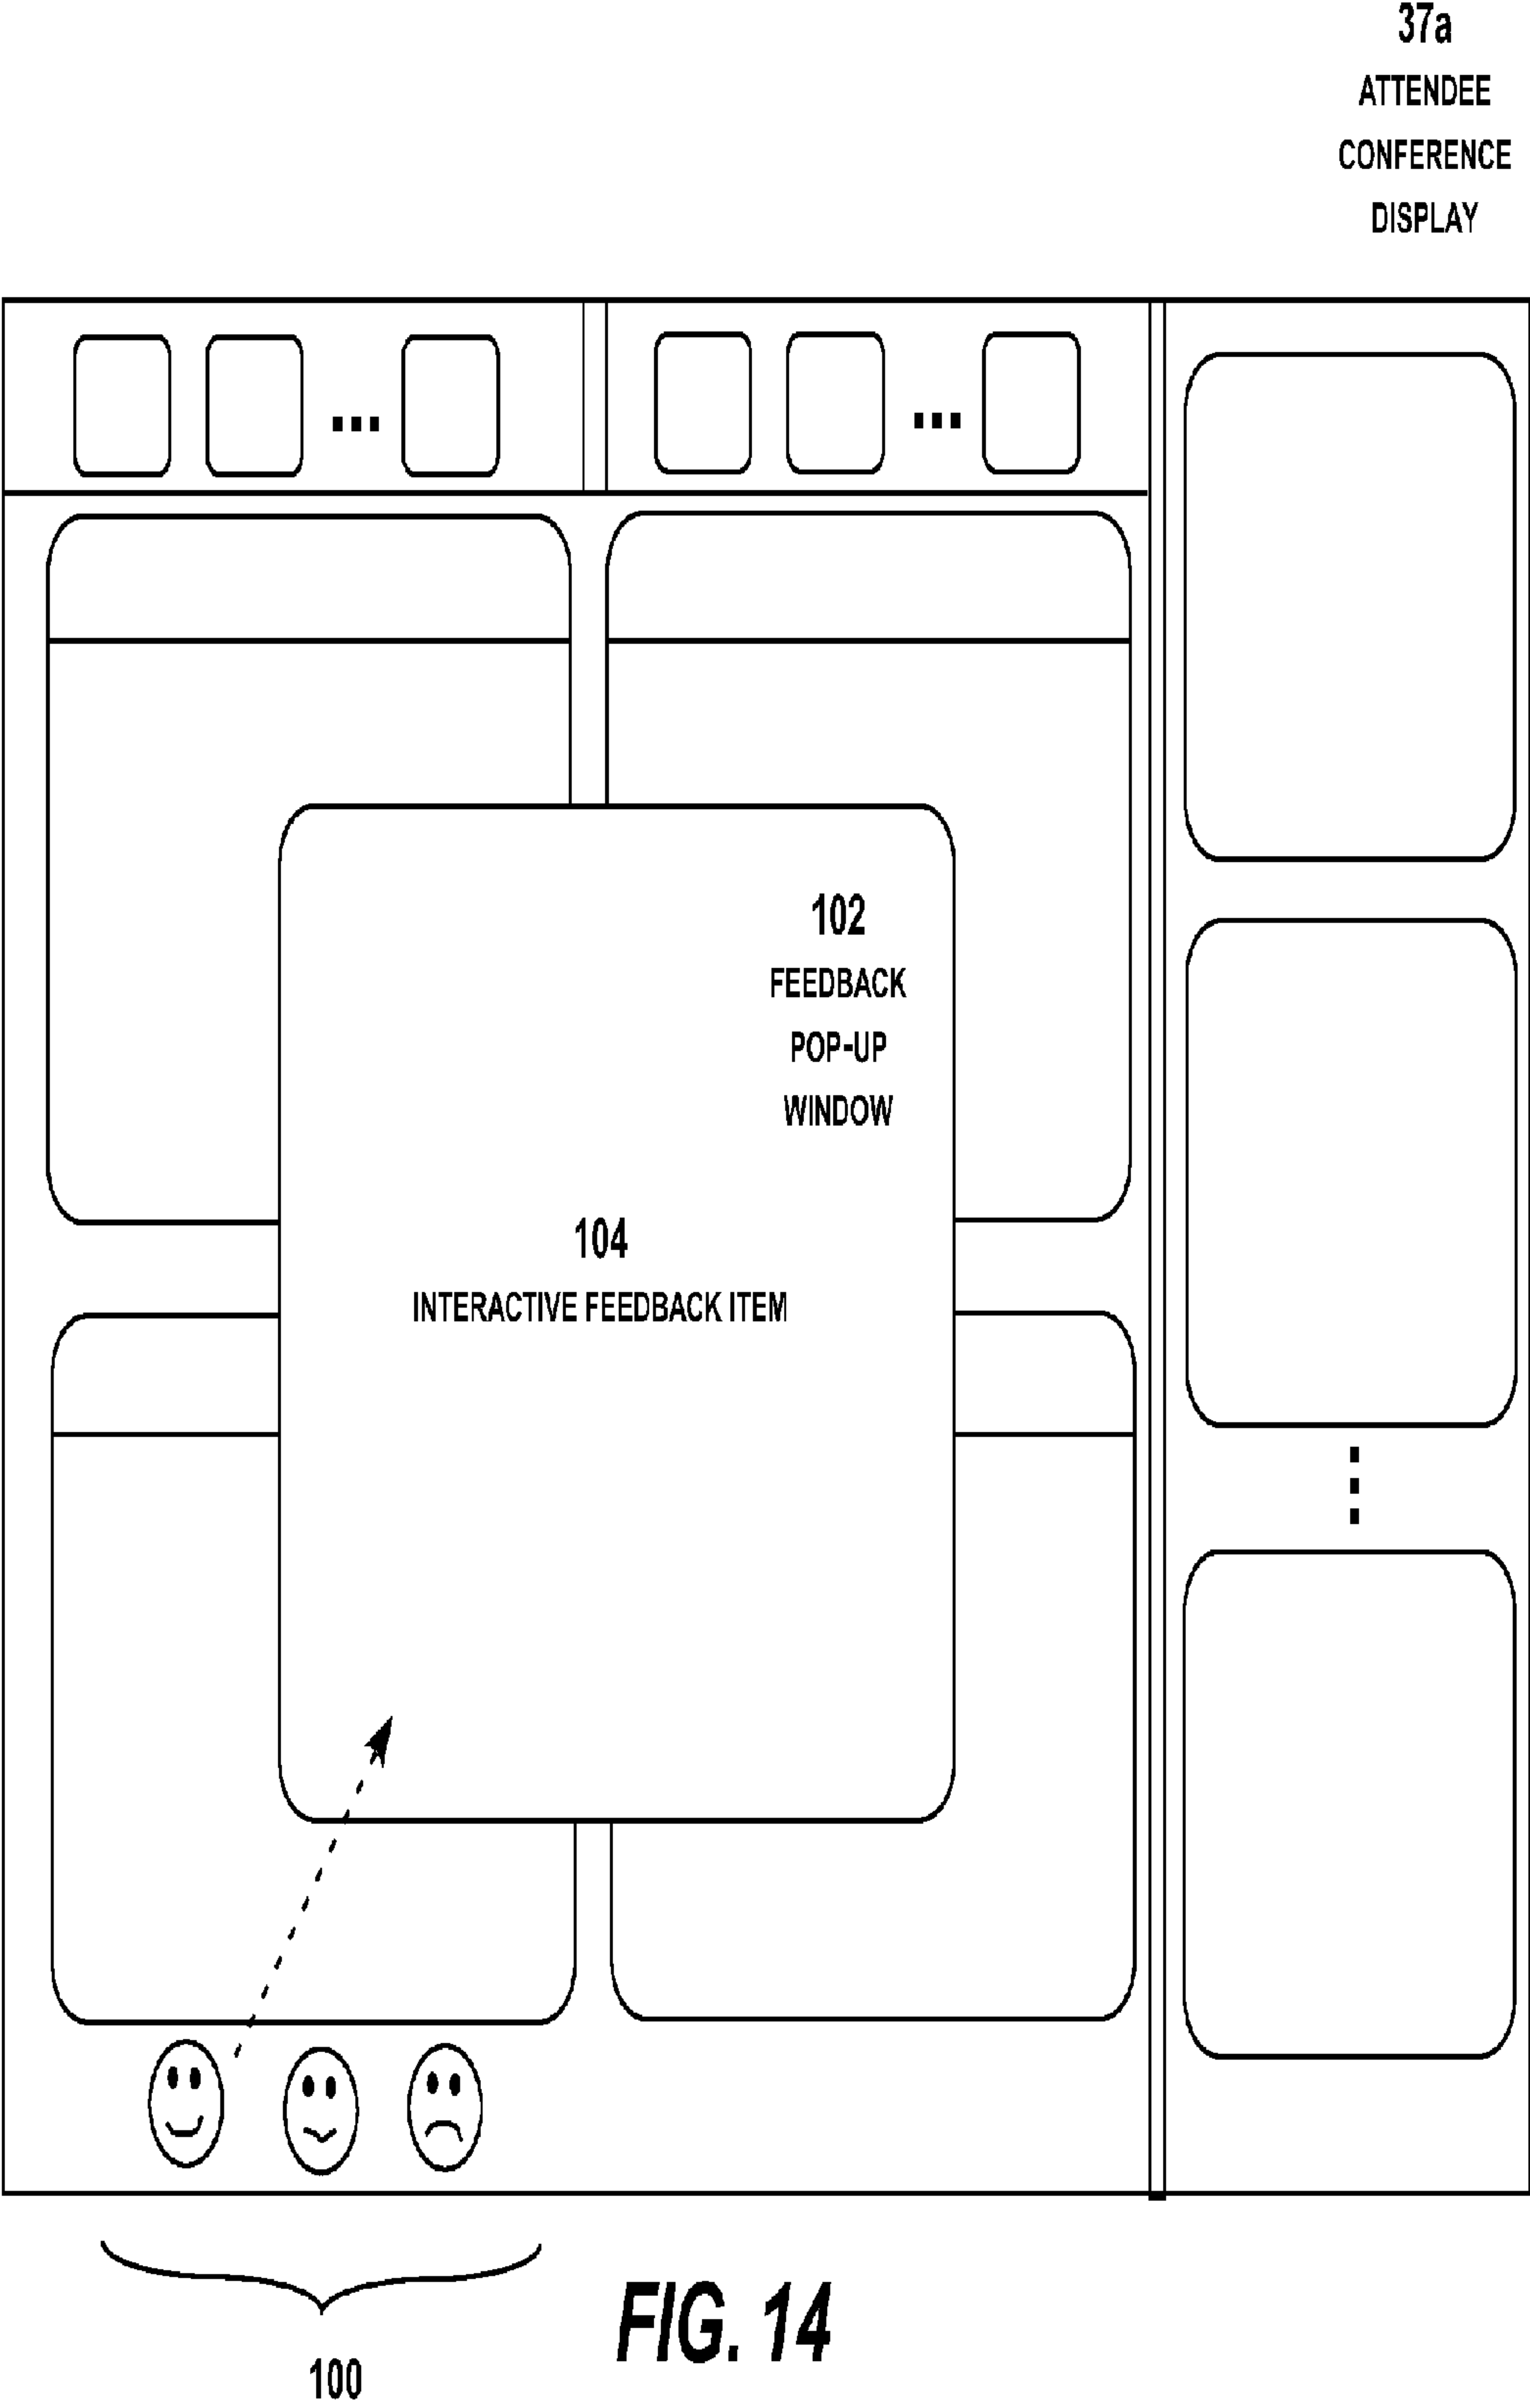 37a
ATTENDEE
CONFERENCE
DISPLAY
102
FEEDBACK
POP-UP
WINDOW
104
INTERACTIVE FEEDBACK ITEM
100
FIG. 14